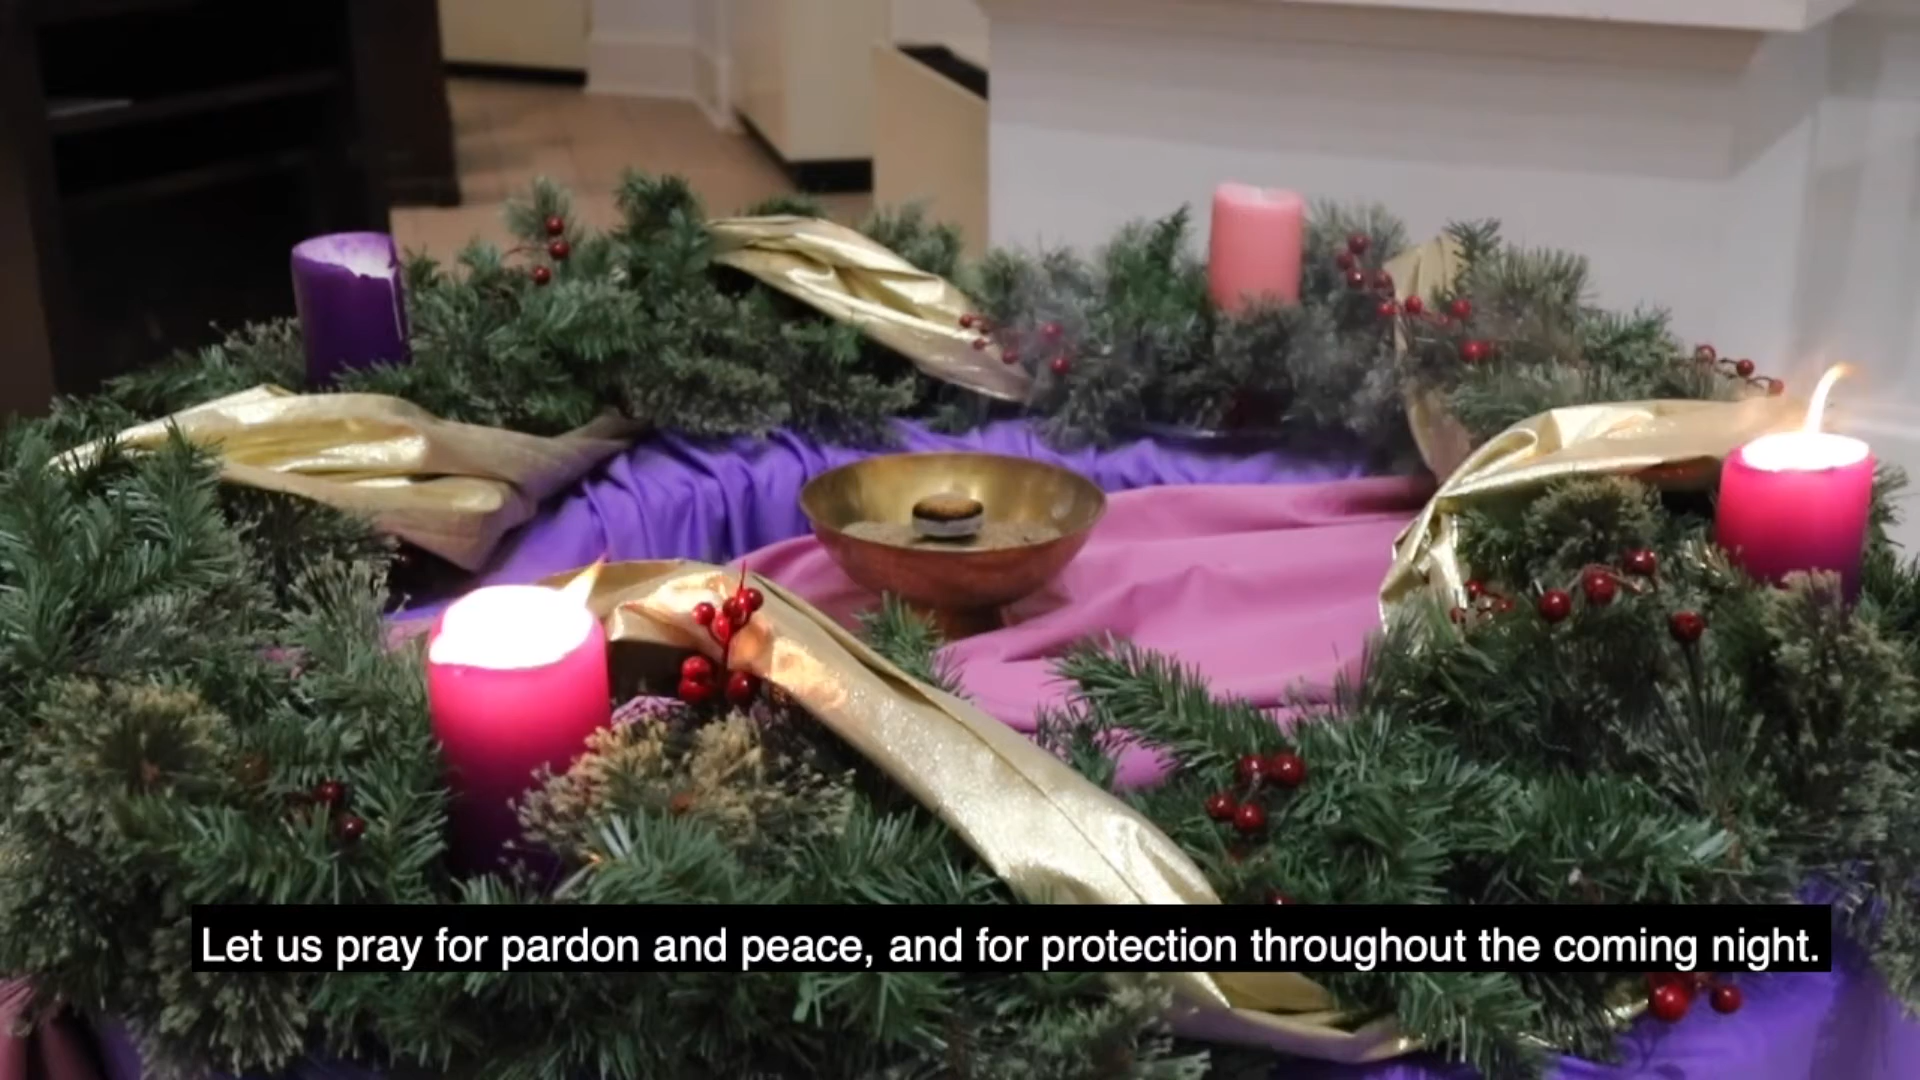 Let us pray for pardon and peace, and for protection throughout the coming night.